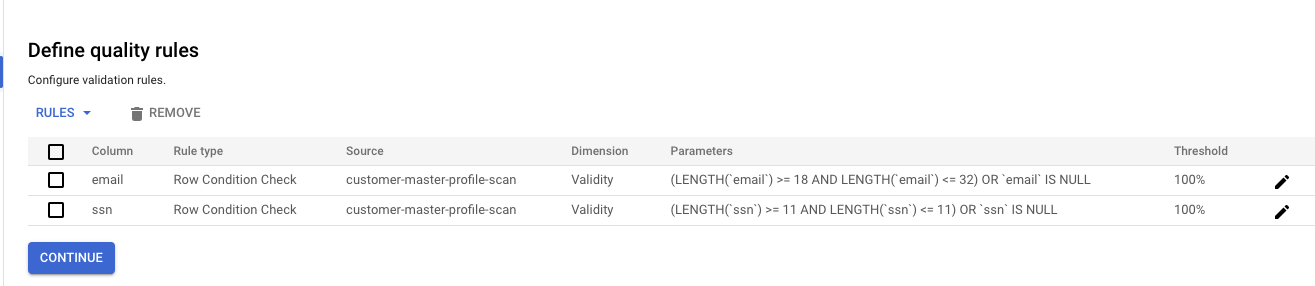 Define quality rules
Configure validation rules.
RULES REMOVE
Column Rule type Source Dimension Parameters Threshold
email Row Condition Check customer-master-profile-scan Validity (LENGTH(`email`) >= 18 AND LENGTH(`email`) <= 32) OR `email` IS NULL 100%
ssn Row Condition Check customer-master-profile-scan Validity (LENGTH(`ssn`) >= 11 AND LENGTH(`ssn`) <= 11) OR `ssn` IS NULL 100%
CONTINUE